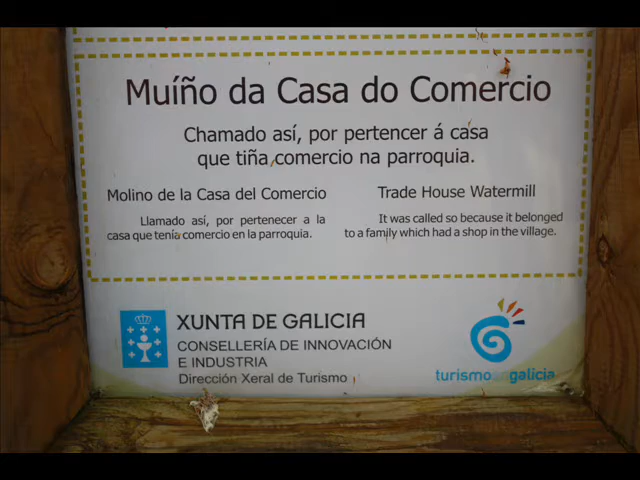 Muíño da Casa do Comercio
Chamado así, por pertencer á casa
que tiña comercio na parroquia.
Molino de la Casa del Comercio
Llamado así, por pertenecer a la
casa que tenía comercio en la parroquia.
Trade House Watermill
It was called so because it belonged
to a family which had a shop in the village.
XUNTA DE GALICIA
CONSELLERÍA DE INNOVACIÓN
E INDUSTRIA
Dirección Xeral de Turismo
turismoengalicia